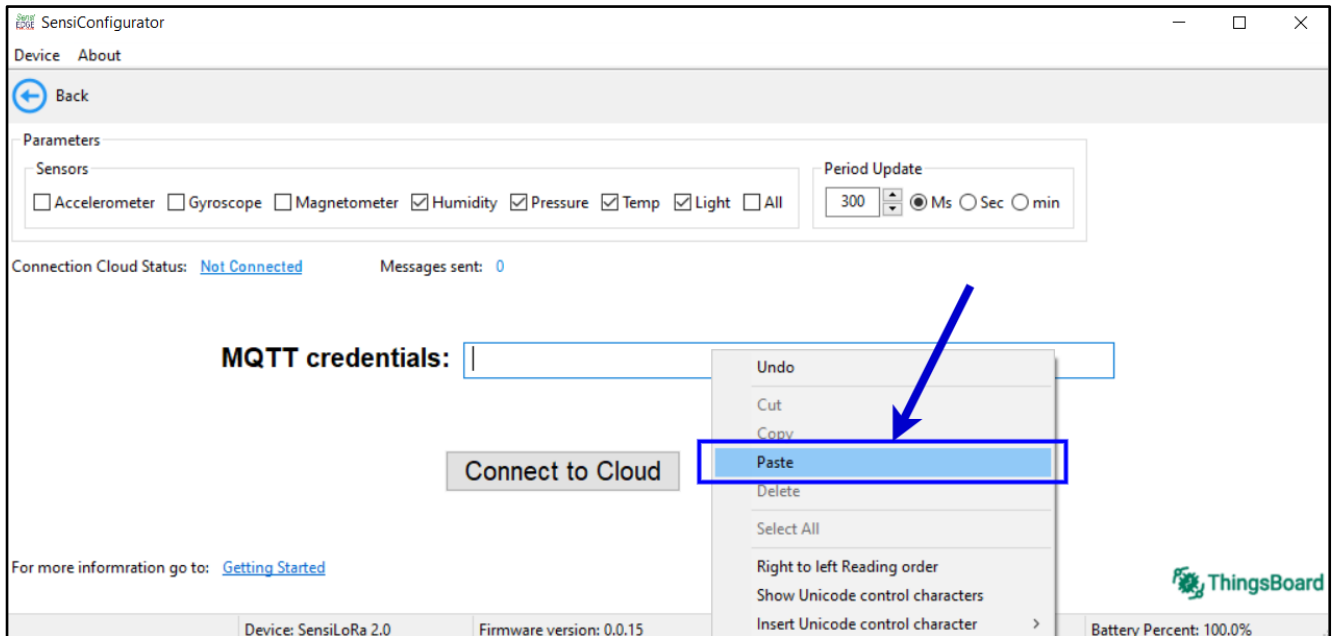 Sensi EDGE SensiConfigurator
Device About
Back
Parameters
Sensors
Accelerometer Gyroscope Magnetometer Humidity Pressure Temp Light All
Period Update
300 Ms Sec min
Connection Cloud Status: Not Connected Messages sent: 0
MQTT credentials:
Connect to Cloud
Undo
Cut
Copy
Paste
Delete
Select All
Right to left Reading order
Show Unicode control characters
Insert Unicode control character >
For more informration go to: Getting Started
ThingsBoard
Device: SensiLoRa 2.0 Firmware version: 0.0.15 Battery Percent: 100.0%